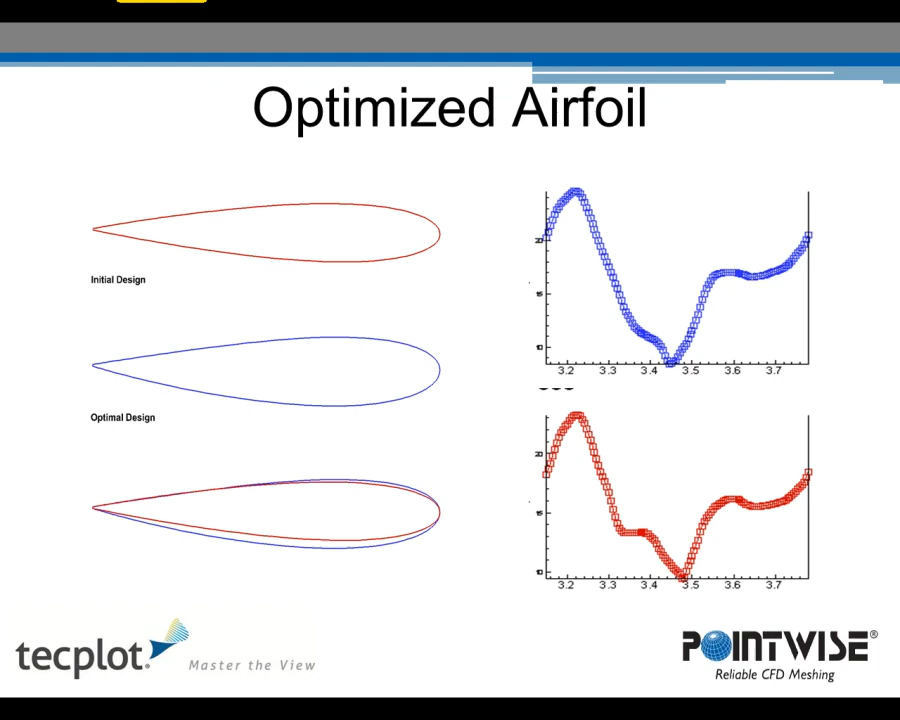 Optimized Airfoil
Initial Design
Optimal Design
20
15
10
3.2 3.3 3.4 3.5 3.6 3.7
20
15
10
3.2 3.3 3.4 3.5 3.6 3.7
tecplot. Master the View
POINTWISE®
Reliable CFD Meshing